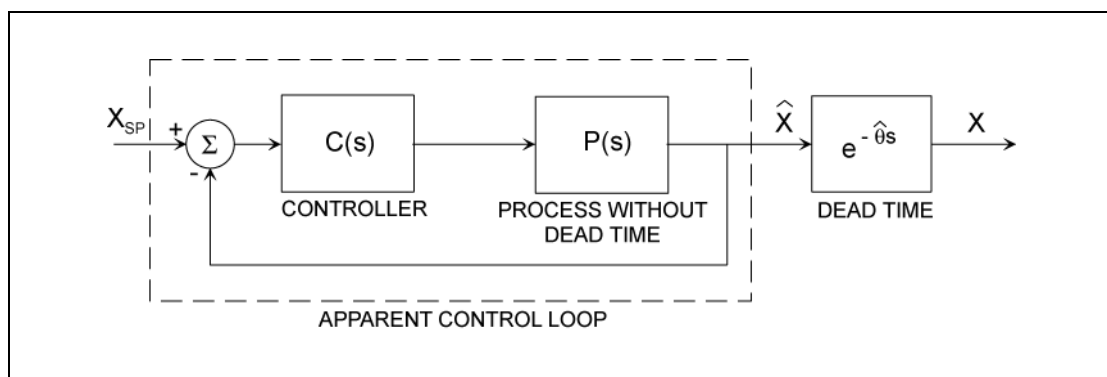 X_SP
+
-
Σ
C(s)
CONTROLLER
P(s)
PROCESS WITHOUT
DEAD TIME
X̂
e^{-θ̂s}
DEAD TIME
X
APPARENT CONTROL LOOP